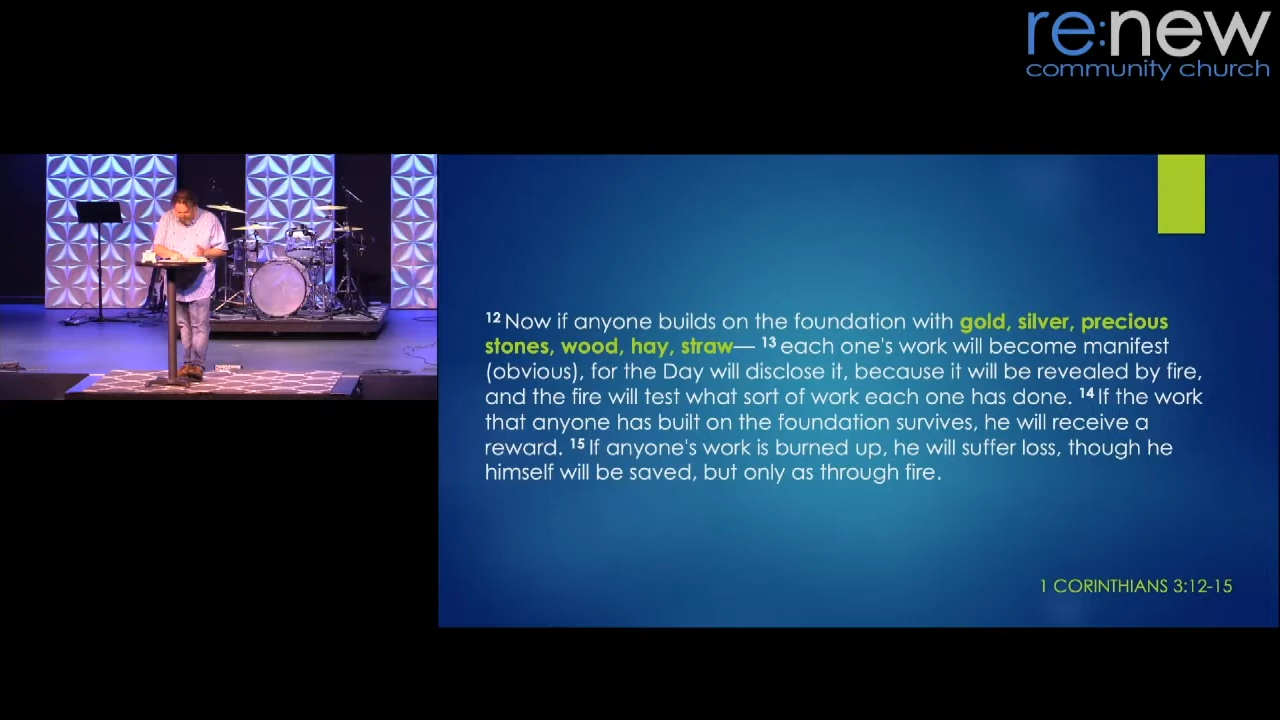 re:new
community church
12 Now if anyone builds on the foundation with gold, silver, precious
stones, wood, hay, straw— 13 each one's work will become manifest
(obvious), for the Day will disclose it, because it will be revealed by fire,
and the fire will test what sort of work each one has done. 14 If the work
that anyone has built on the foundation survives, he will receive a
reward. 15 If anyone's work is burned up, he will suffer loss, though he
himself will be saved, but only as through fire.
1 CORINTHIANS 3:12-15